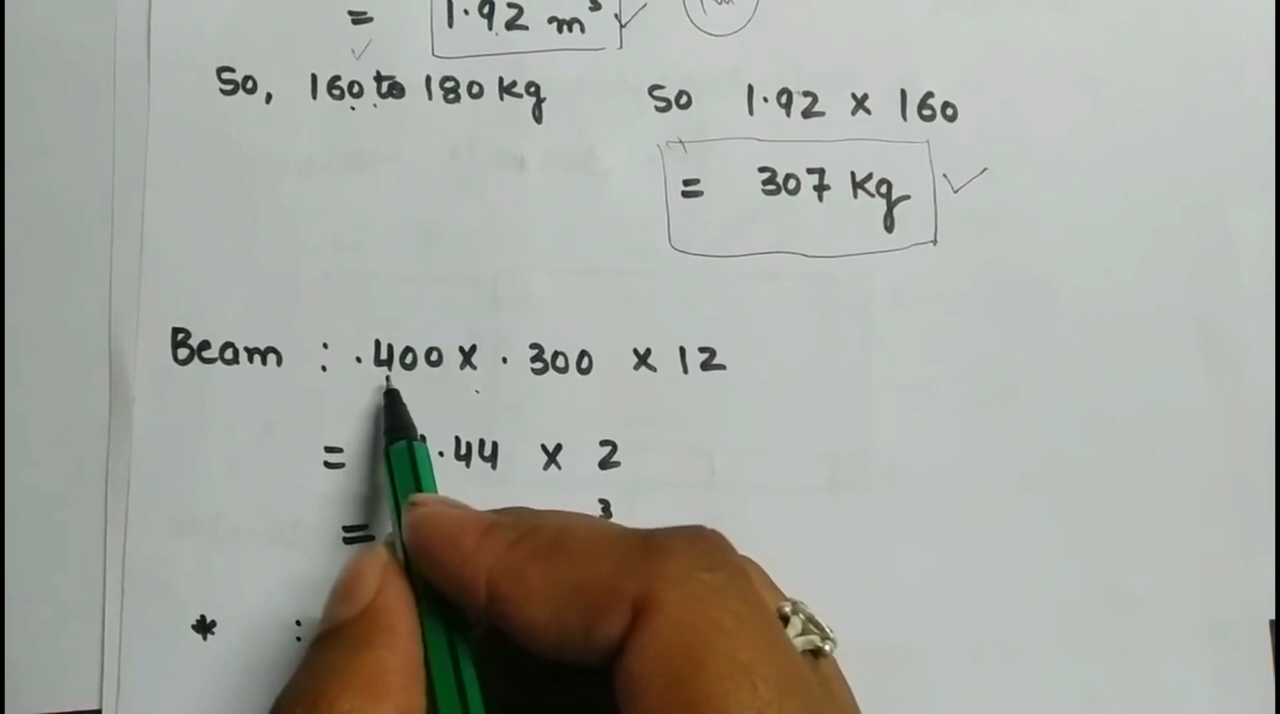 = 1.92 m³
So, 160 to 180 kg
So 1.92 x 160
= 307 kg
Beam : .400 x .300 x 12
= .44 x 2
= ³
* :